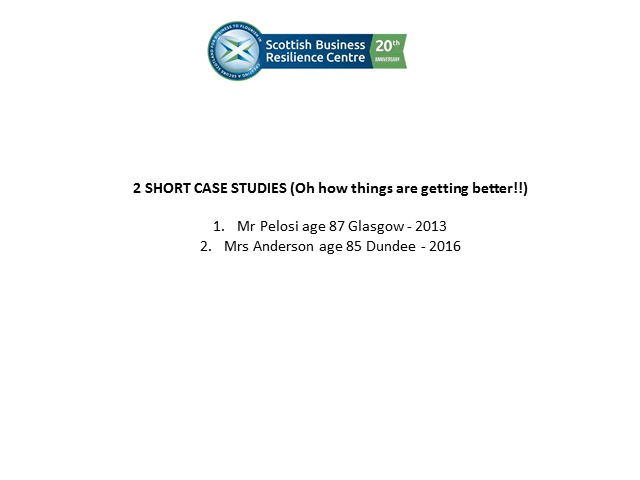 Scottish Business
Resilience Centre
20th
ANNIVERSARY
2 SHORT CASE STUDIES (Oh how things are getting better!!)
1. Mr Pelosi age 87 Glasgow - 2013
2. Mrs Anderson age 85 Dundee - 2016